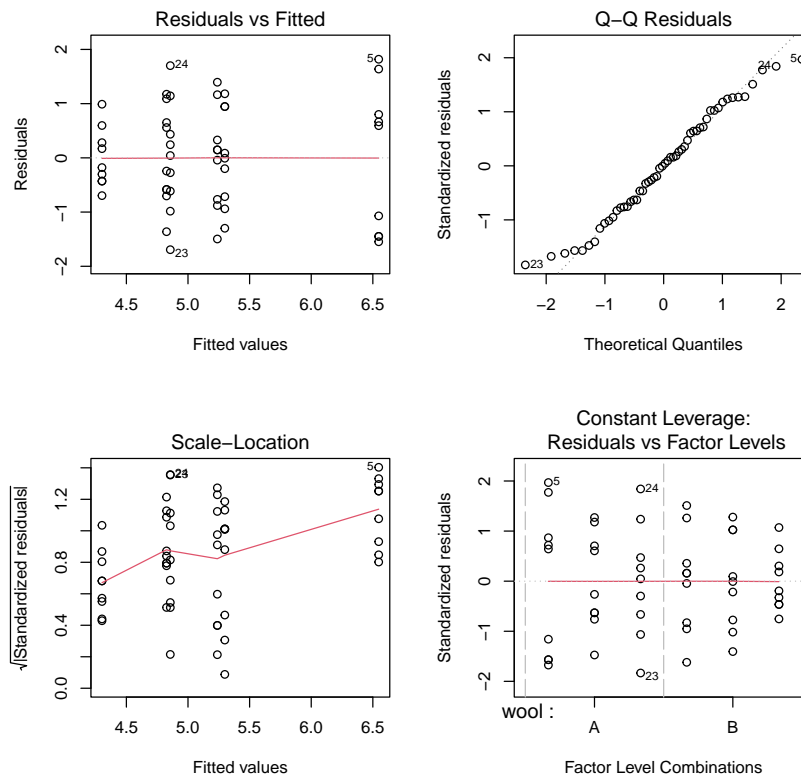 Residuals vs Fitted
Residuals
2
1
0
−1
−2
24
5
23
4.5 5.0 5.5 6.0 6.5
Fitted values
Q−Q Residuals
Standardized residuals
2
1
0
−1
24
5
23
−2 −1 0 1 2
Theoretical Quantiles
Scale−Location
√|Standardized residuals|
1.2
0.8
0.4
0.0
5
4.5 5.0 5.5 6.0 6.5
Fitted values
Constant Leverage:
Residuals vs Factor Levels
Standardized residuals
2
1
0
−1
−2
5
24
23
wool :
A B
Factor Level Combinations